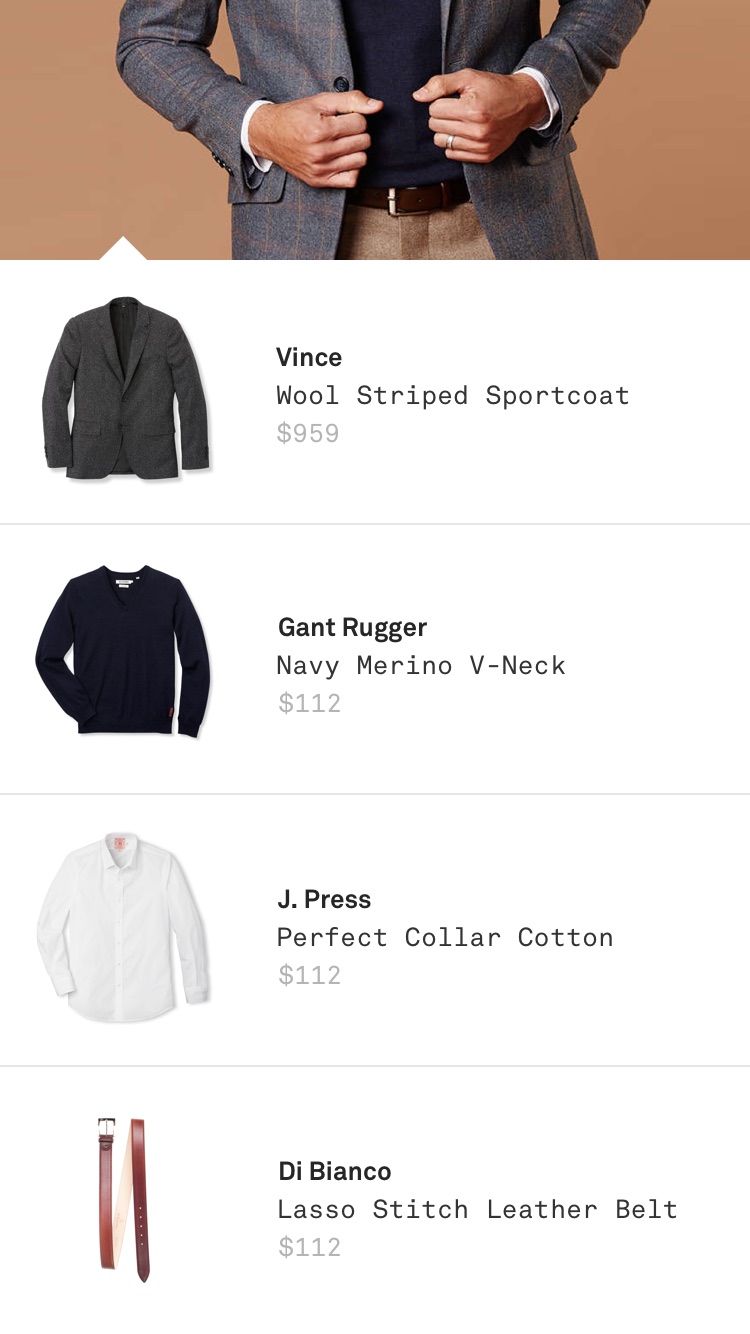 Vince
Wool Striped Sportcoat
$959
Gant Rugger
Navy Merino V-Neck
$112
J. Press
Perfect Collar Cotton
$112
Di Bianco
Lasso Stitch Leather Belt
$112